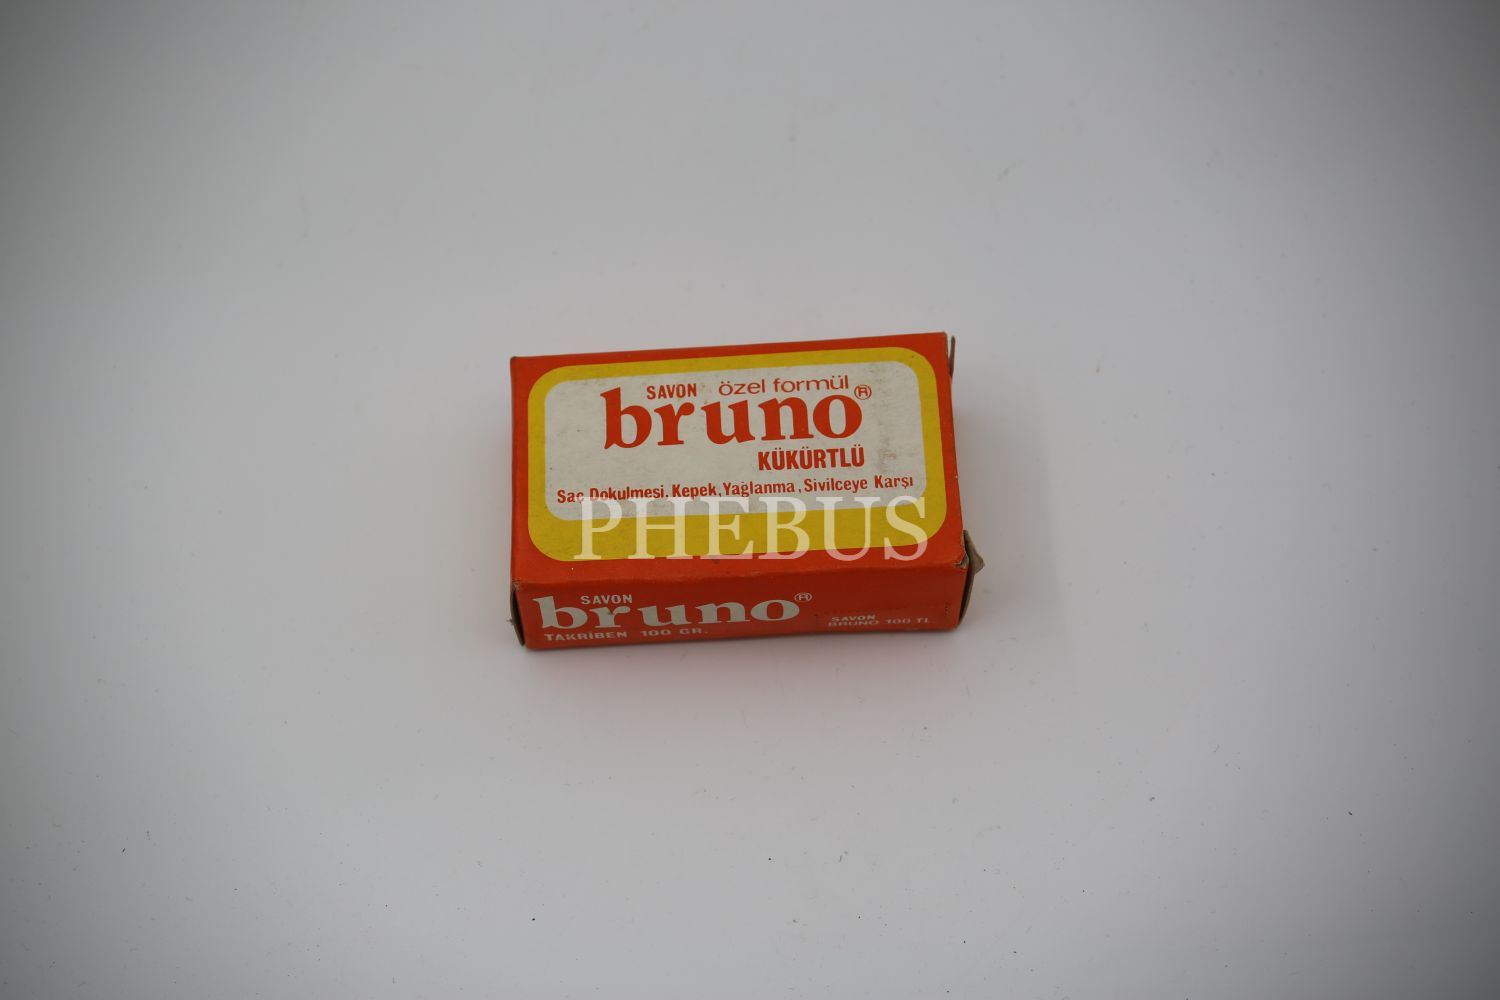 SAVON özel formül
bruno®
KÜKÜRTLÜ
Saç Dokulmesi, Kepek, Yağlanma, Sivilceye Karşı
PHEBUS
SAVON
bruno®
TAKRİBEN 100 GR.
SAVON
BRUNO 100 TL.